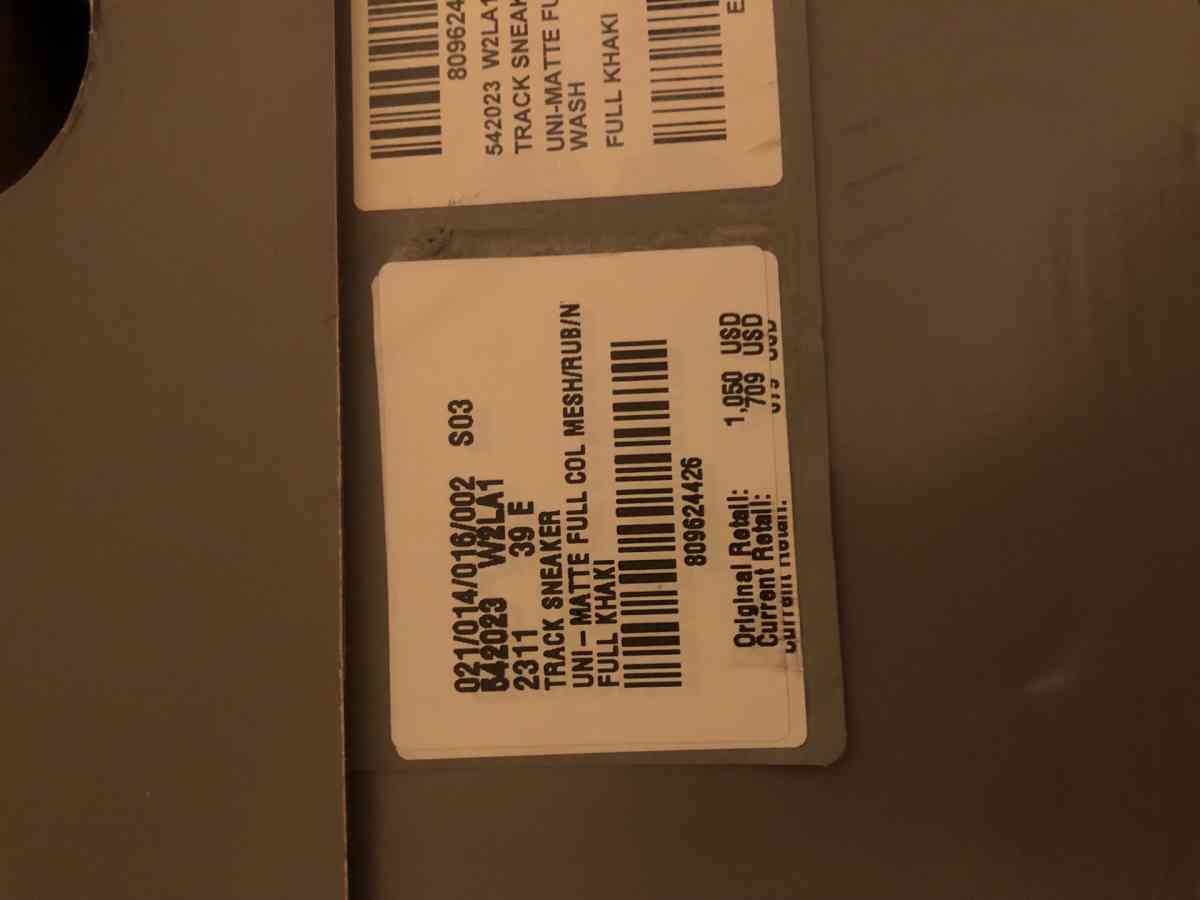 809624
542023 W2LA1
TRACK SNEAK
UNI-MATTE FU
WASH
FULL KHAKI
E
021/014/016/002 S03
542023 W2LA1
2311 39 E
TRACK SNEAKER
UNI-MATTE FULL COL MESH/RUB/N
FULL KHAKI
809624426
Original Retail: 1,050 USD
Current Retail: 709 USD